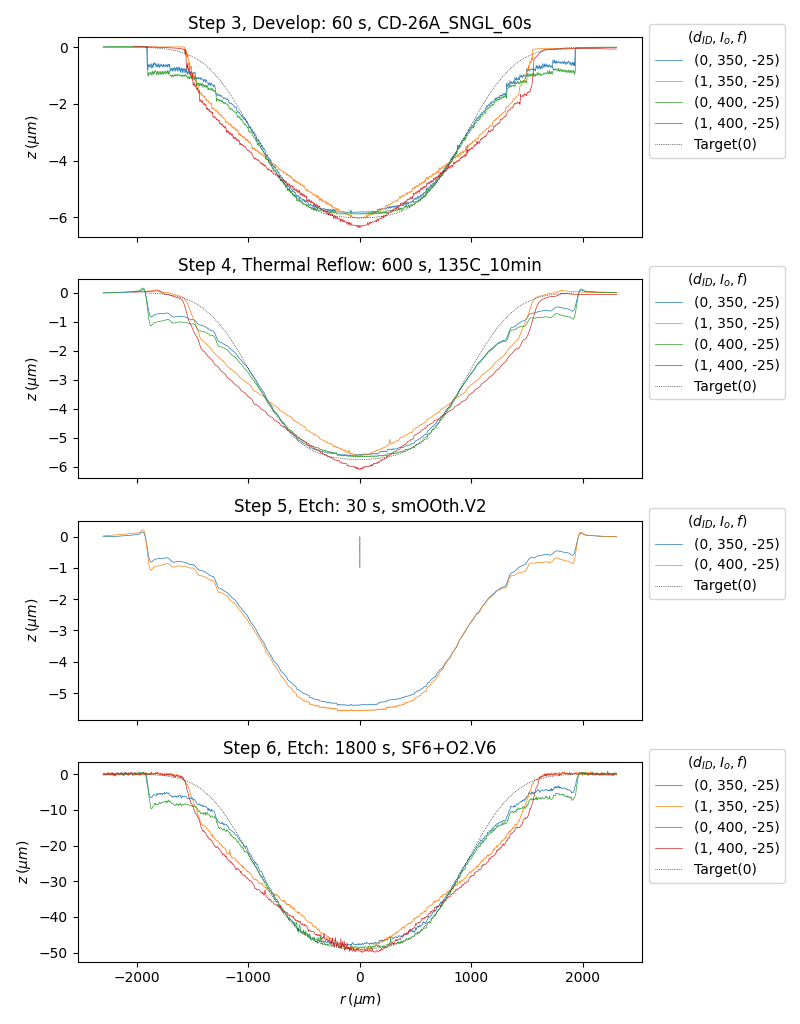 Step 3, Develop: 60 s, CD-26A_SNGL_60s
0
−2
−4
−6
z (μm)
(d_ID, I_o, f)
(0, 350, -25)
(1, 350, -25)
(0, 400, -25)
(1, 400, -25)
Target(0)
Step 4, Thermal Reflow: 600 s, 135C_10min
0
−1
−2
−3
−4
−5
−6
z (μm)
(d_ID, I_o, f)
(0, 350, -25)
(1, 350, -25)
(0, 400, -25)
(1, 400, -25)
Target(0)
Step 5, Etch: 30 s, smOOth.V2
0
−1
−2
−3
−4
−5
z (μm)
(d_ID, I_o, f)
(0, 350, -25)
(0, 400, -25)
Target(0)
Step 6, Etch: 1800 s, SF6+O2.V6
0
−10
−20
−30
−40
−50
z (μm)
(d_ID, I_o, f)
(0, 350, -25)
(1, 350, -25)
(0, 400, -25)
(1, 400, -25)
Target(0)
−2000 −1000 0 1000 2000
r (μm)